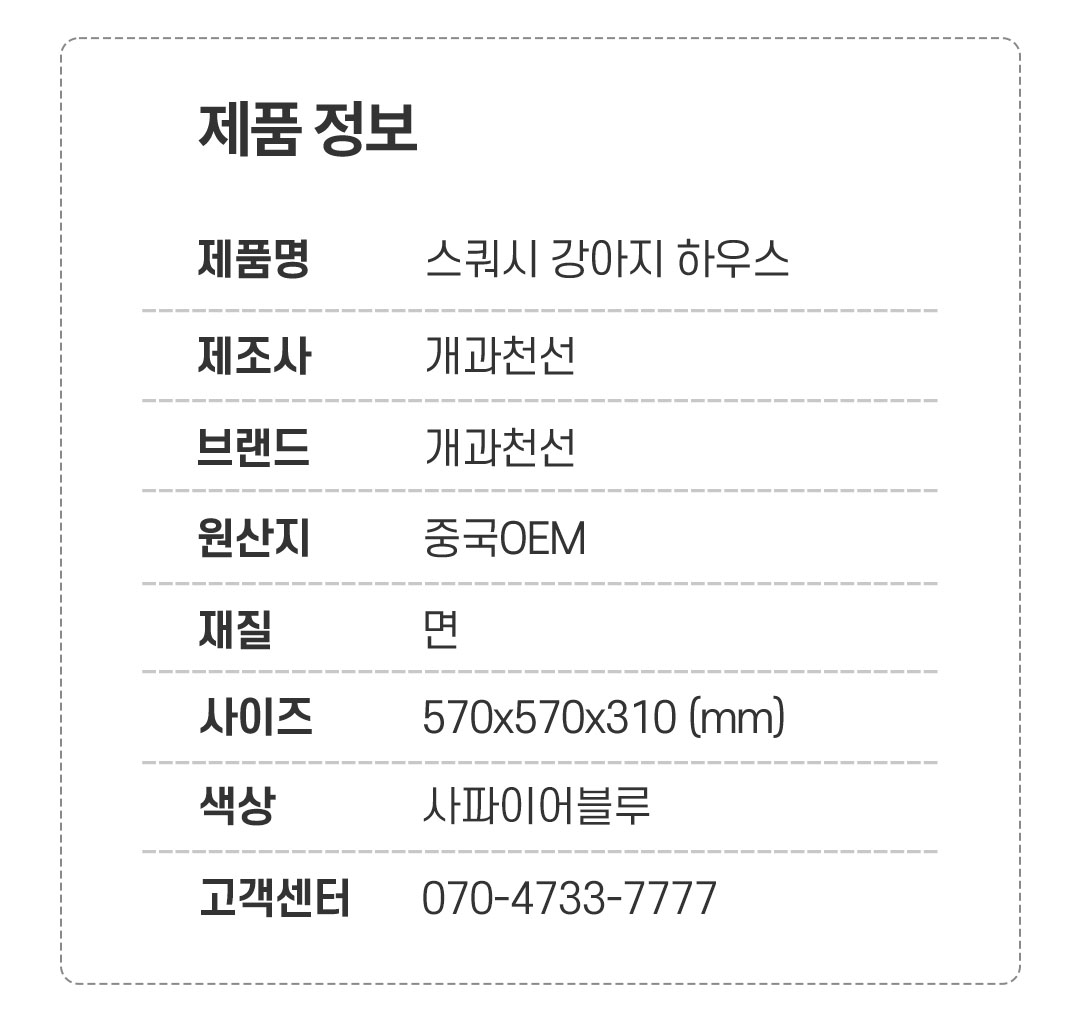 제품 정보
제품명 스쿼시 강아지 하우스
제조사 개과천선
브랜드 개과천선
원산지 중국OEM
재질 면
사이즈 570x570x310 (mm)
색상 사파이어블루
고객센터 070-4733-7777